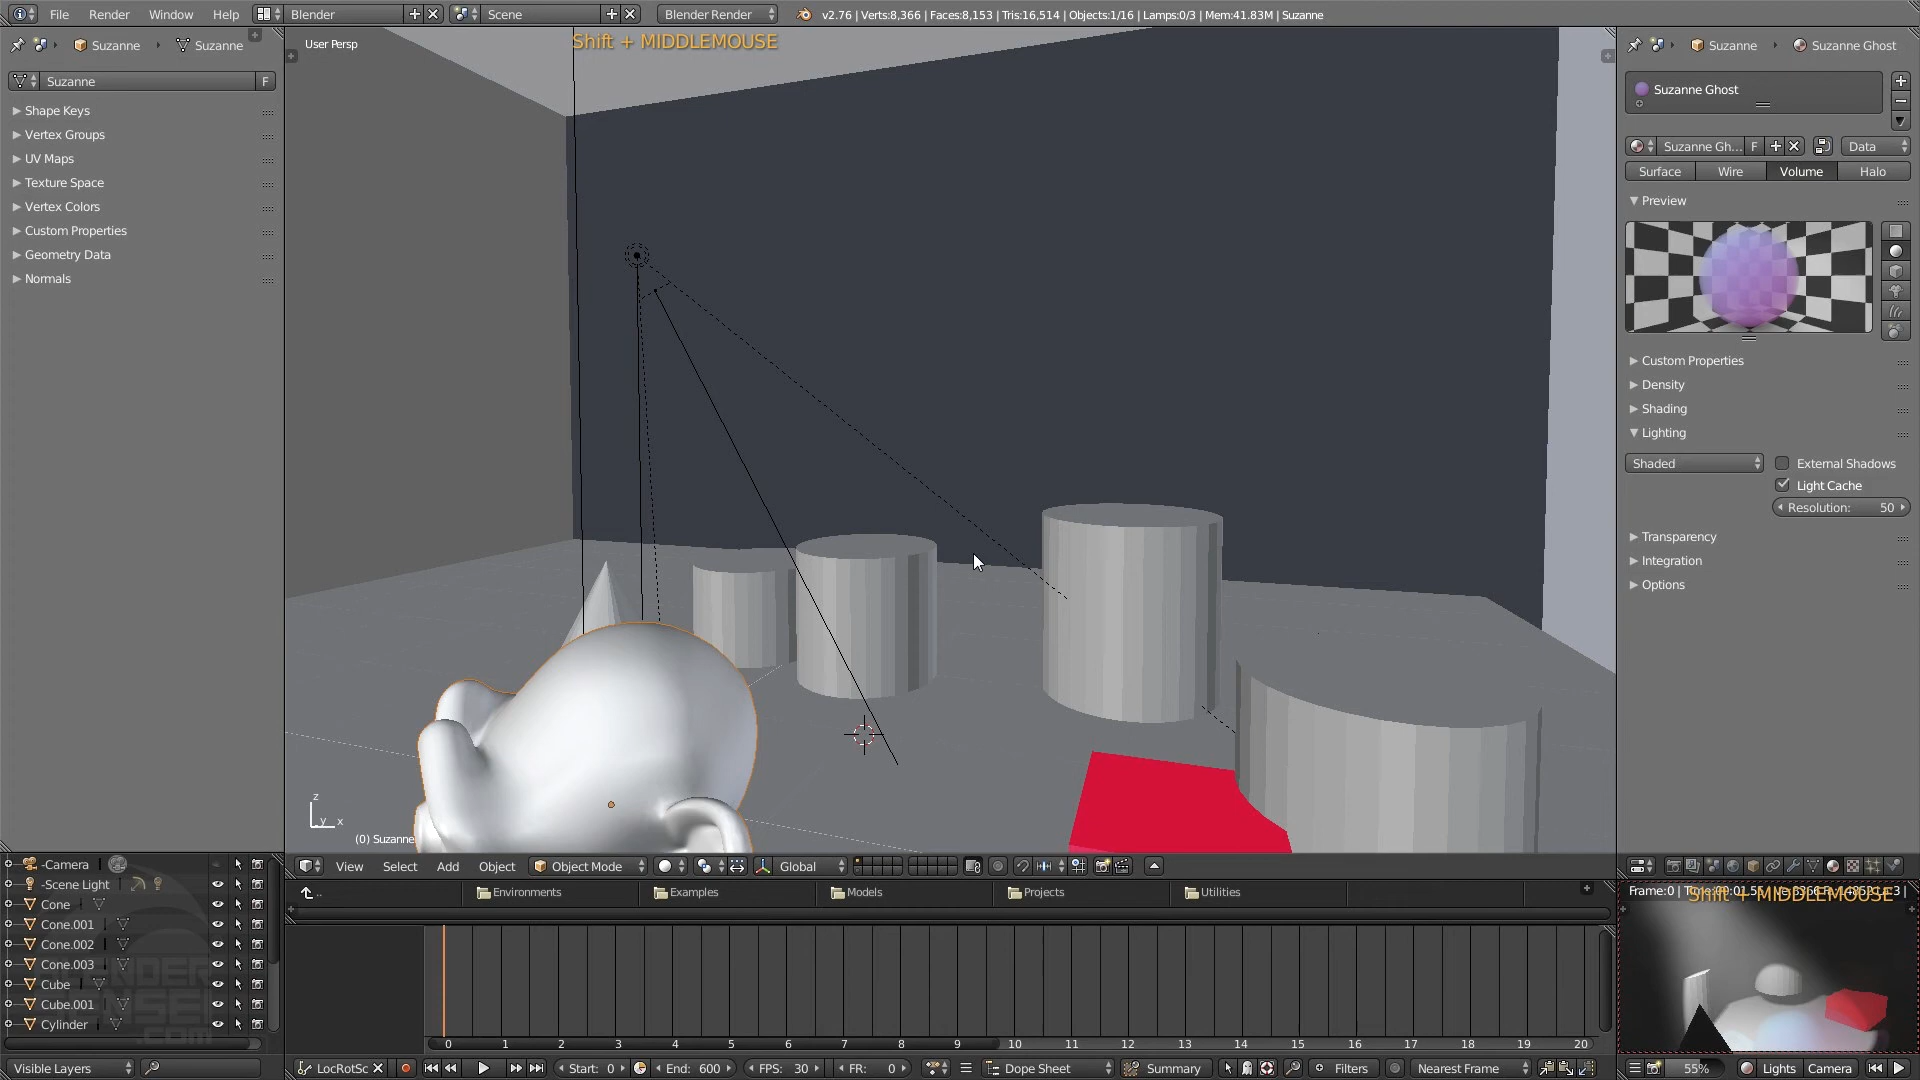 File Render Window Help Blender Scene Blender Render v2.76 | Verts:8,366 | Faces:8,153 | Tris:16,514 | Objects:1/16 | Lamps:0/3 | Mem:41.83M | Suzanne
Suzanne Suzanne
User Persp
Shift + MIDDLEMOUSE
Suzanne Suzanne Ghost
Suzanne F
Suzanne Ghost
Shape Keys
Vertex Groups
UV Maps
Texture Space
Vertex Colors
Custom Properties
Geometry Data
Normals
Suzanne Gh... F Data
Surface Wire Volume Halo
Preview
Custom Properties
Density
Shading
Lighting
Shaded External Shadows
Light Cache
Resolution: 50
Transparency
Integration
Options
z
y x
(0) Suzanne
View Select Add Object Object Mode Global
-Camera
-Scene Light
Cone
Cone.001
Cone.002
Cone.003
Cube
Cube.001
Cylinder
BLENDER
SENSEI
.COM
.. Environments Examples Models Projects Utilities
Shift + MIDDLEMOUSE
0 1 2 3 4 5 6 7 8 9 10 11 12 13 14 15 16 17 18 19 20
Visible Layers LocRotSc Start: 0 End: 600 FPS: 30 FR: 0 Dope Sheet Summary Filters Nearest Frame 55% Lights Camera